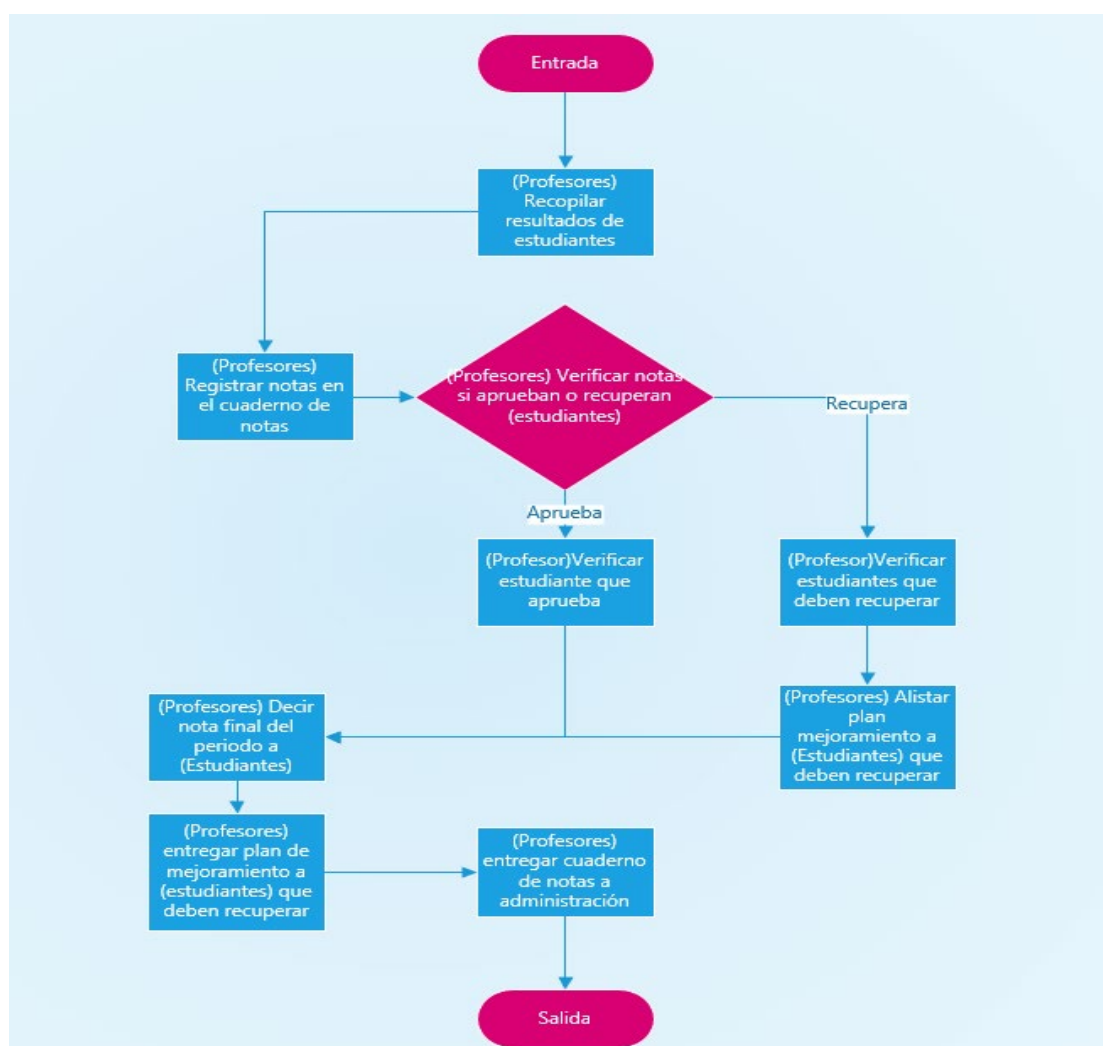 Entrada
(Profesores)
Recopilar
resultados de
estudiantes
(Profesores)
Registrar notas en
el cuaderno de
notas
(Profesores) Verificar notas
si aprueban o recuperan
(estudiantes)
Recupera
Aprueba
(Profesor)Verificar
estudiante que
aprueba
(Profesor)Verificar
estudiantes que
deben recuperar
(Profesores) Alistar
plan
mejoramiento a
(Estudiantes) que
deben recuperar
(Profesores) Decir
nota final del
periodo a
(Estudiantes)
(Profesores)
entregar plan de
mejoramiento a
(estudiantes) que
deben recuperar
(Profesores)
entregar cuaderno
de notas a
administración
Salida